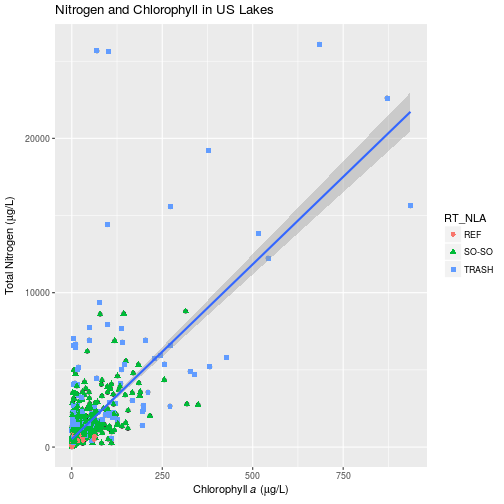 Nitrogen and Chlorophyll in US Lakes
Total Nitrogen (µg/L)
20000
10000
0
0
250
500
750
Chlorophyll a (µg/L)
RT_NLA
REF
SO-SO
TRASH